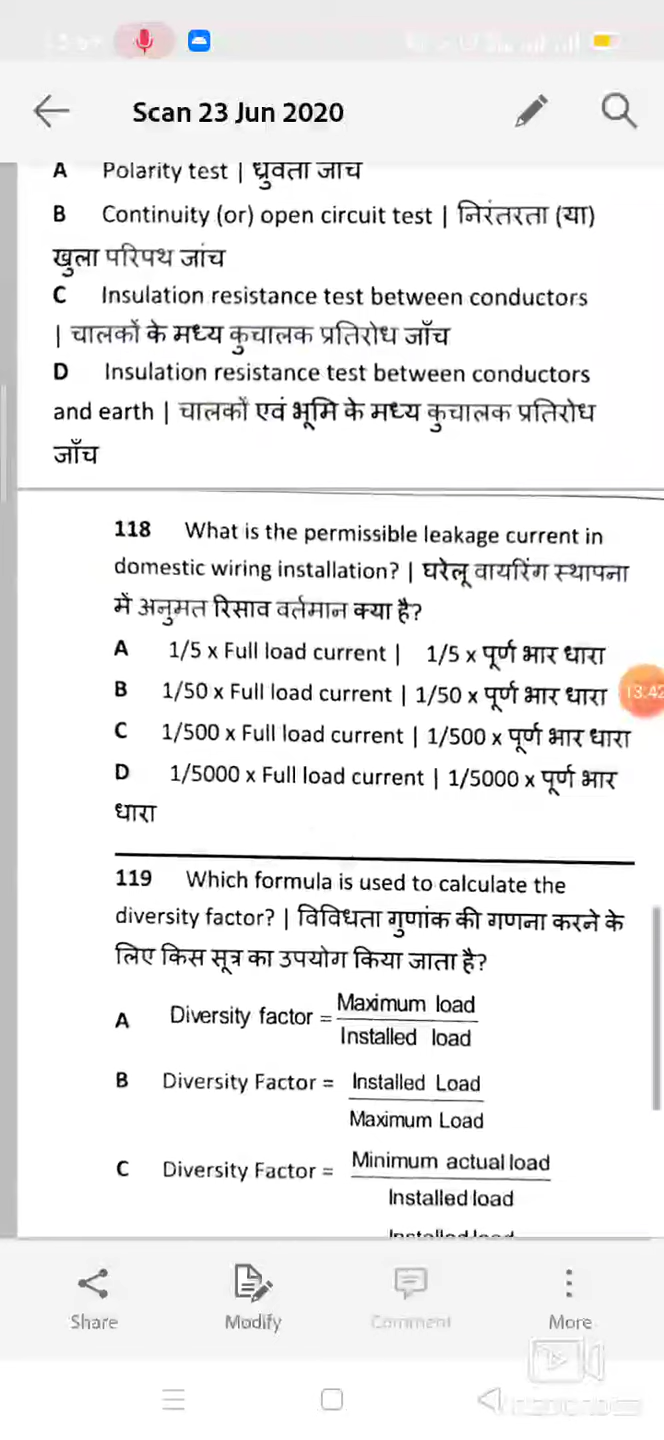 Scan 23 Jun 2020
A Polarity test | ध्रुवता जांच
B Continuity (or) open circuit test | निरंतरता (या)
खुला परिपथ जांच
C Insulation resistance test between conductors
| चालकों के मध्य कुचालक प्रतिरोध जाँच
D Insulation resistance test between conductors
and earth | चालकों एवं भूमि के मध्य कुचालक प्रतिरोध
जाँच
118 What is the permissible leakage current in
domestic wiring installation? | घरेलू वायरिंग स्थापना
में अनुमत रिसाव वर्तमान क्या है?
A 1/5 x Full load current | 1/5 x पूर्ण भार धारा
B 1/50 x Full load current | 1/50 x पूर्ण भार धारा
13:42
C 1/500 x Full load current | 1/500 x पूर्ण भार धारा
D 1/5000 x Full load current | 1/5000 x पूर्ण भार
धारा
119 Which formula is used to calculate the
diversity factor? | विविधता गुणांक की गणना करने के
लिए किस सूत्र का उपयोग किया जाता है?
A Diversity factor = Maximum load
Installed load
B Diversity Factor = Installed Load
Maximum Load
C Diversity Factor = Minimum actual load
Installed load
Installed load
Share Modify Comment More